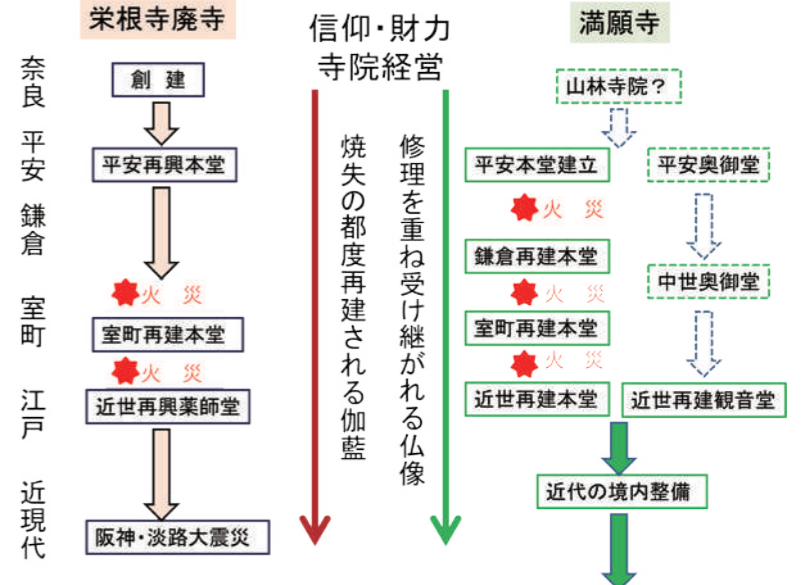 栄根寺廃寺
信仰・財力
寺院経営
満願寺
奈良
平安
鎌倉
室町
江戸
近現代
創建
平安再興本堂
火災
室町再建本堂
火災
近世再興薬師堂
阪神・淡路大震災
焼失の都度再建される伽藍
修理を重ね受け継がれる仏像
山林寺院？
平安本堂建立
平安奥御堂
火災
鎌倉再建本堂
中世奥御堂
火災
室町再建本堂
火災
近世再建本堂
近世再建観音堂
近代の境内整備